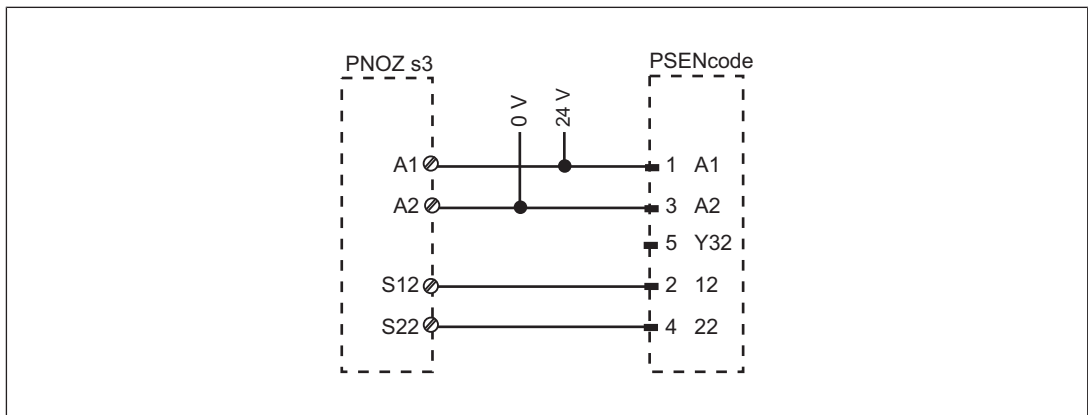 PNOZ s3
PSENcode
0 V
24 V
A1
1 A1
A2
3 A2
5 Y32
S12
2 12
S22
4 22